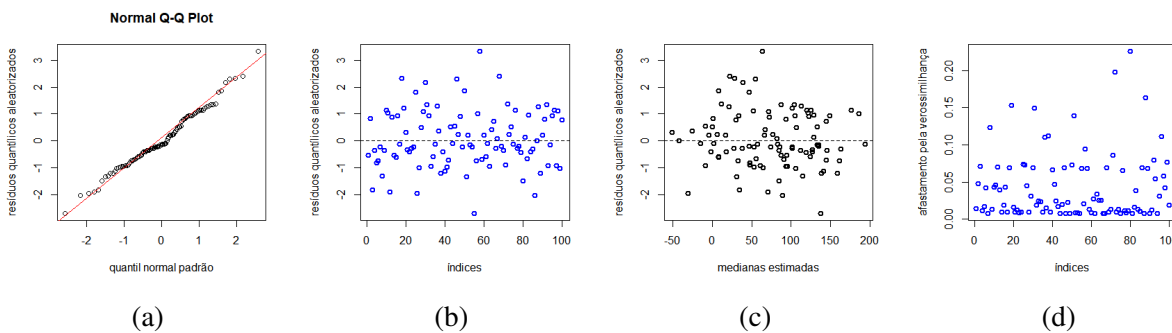 Normal Q-Q Plot
resíduos quantílicos aleatorizados
3
2
1
0
-1
-2
-2 -1 0 1 2
quantil normal padrão
(a)
resíduos quantílicos aleatorizados
3
2
1
0
-1
-2
0 20 40 60 80 100
índices
(b)
resíduos quantílicos aleatorizados
3
2
1
0
-1
-2
-50 0 50 100 150 200
medianas estimadas
(c)
afastamento pela verossimilhança
0.20
0.15
0.10
0.05
0.00
0 20 40 60 80 100
índices
(d)